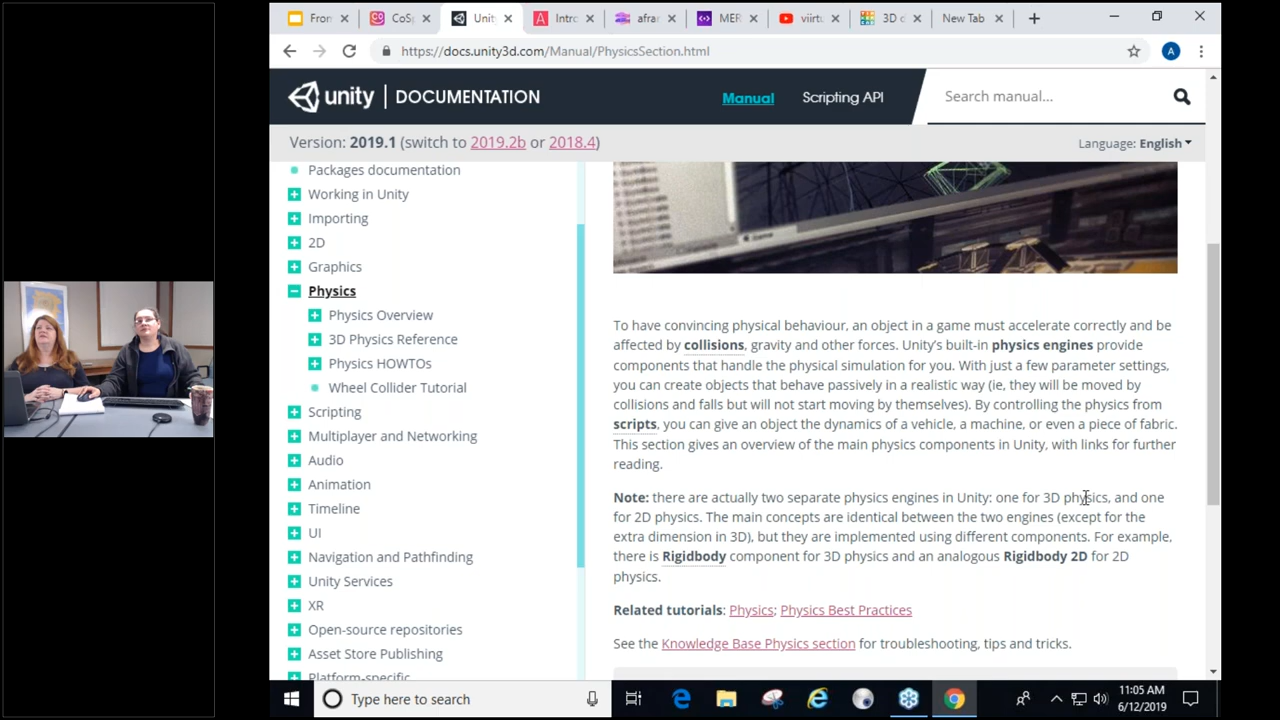 From
CoSp
Unity
Intro
afran
MER
viirtu
3D d
New Tab
https://docs.unity3d.com/Manual/PhysicsSection.html
A
unity | DOCUMENTATION
Manual
Scripting API
Search manual...
Version: 2019.1 (switch to 2019.2b or 2018.4)
Language: English
Packages documentation
Working in Unity
Importing
2D
Graphics
Physics
Physics Overview
3D Physics Reference
Physics HOWTOs
Wheel Collider Tutorial
Scripting
Multiplayer and Networking
Audio
Animation
Timeline
UI
Navigation and Pathfinding
Unity Services
XR
Open-source repositories
Asset Store Publishing
Platform-specific
To have convincing physical behaviour, an object in a game must accelerate correctly and be
affected by collisions, gravity and other forces. Unity's built-in physics engines provide
components that handle the physical simulation for you. With just a few parameter settings,
you can create objects that behave passively in a realistic way (ie, they will be moved by
collisions and falls but will not start moving by themselves). By controlling the physics from
scripts, you can give an object the dynamics of a vehicle, a machine, or even a piece of fabric.
This section gives an overview of the main physics components in Unity, with links for further
reading.
Note: there are actually two separate physics engines in Unity: one for 3D physics, and one
for 2D physics. The main concepts are identical between the two engines (except for the
extra dimension in 3D), but they are implemented using different components. For example,
there is Rigidbody component for 3D physics and an analogous Rigidbody 2D for 2D
physics.
Related tutorials: Physics; Physics Best Practices
See the Knowledge Base Physics section for troubleshooting, tips and tricks.
Type here to search
11:05 AM
6/12/2019